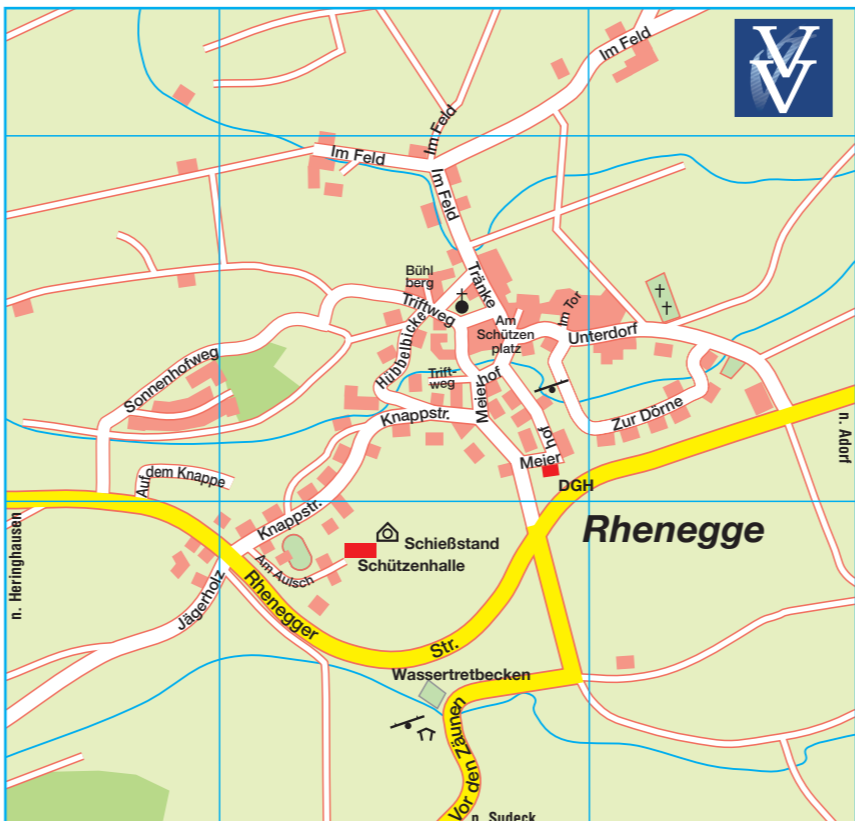 VV
Im Feld
Im Feld
Im Feld
Im Feld
Bühl
berg
Tränke
Triftweg
Im Tor
Am
Schützen
platz
Unterdorf
Hübbelbicke
Sonnenhofweg
Trift-
weg
Meierhof
Knappstr.
Zur Dörne
n. Adorf
Meier
hof
Auf dem Knappe
DGH
n. Heringhausen
Knappstr.
Rhenegge
Schießstand
Schützenhalle
Am Aulsch
Jägerholz
Rhenegger
Str.
Wassertretbecken
Vor den Zäunen
n. Sudeck